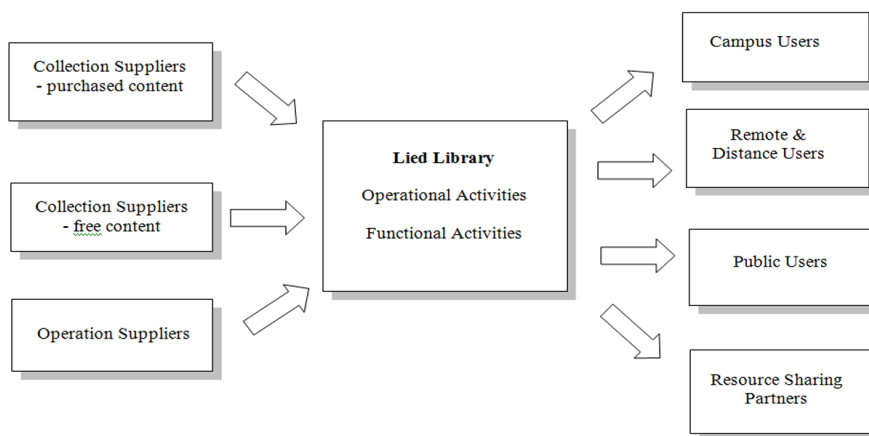 Collection Suppliers
- purchased content
Collection Suppliers
- free content
Operation Suppliers
Lied Library
Operational Activities
Functional Activities
Campus Users
Remote &
Distance Users
Public Users
Resource Sharing
Partners